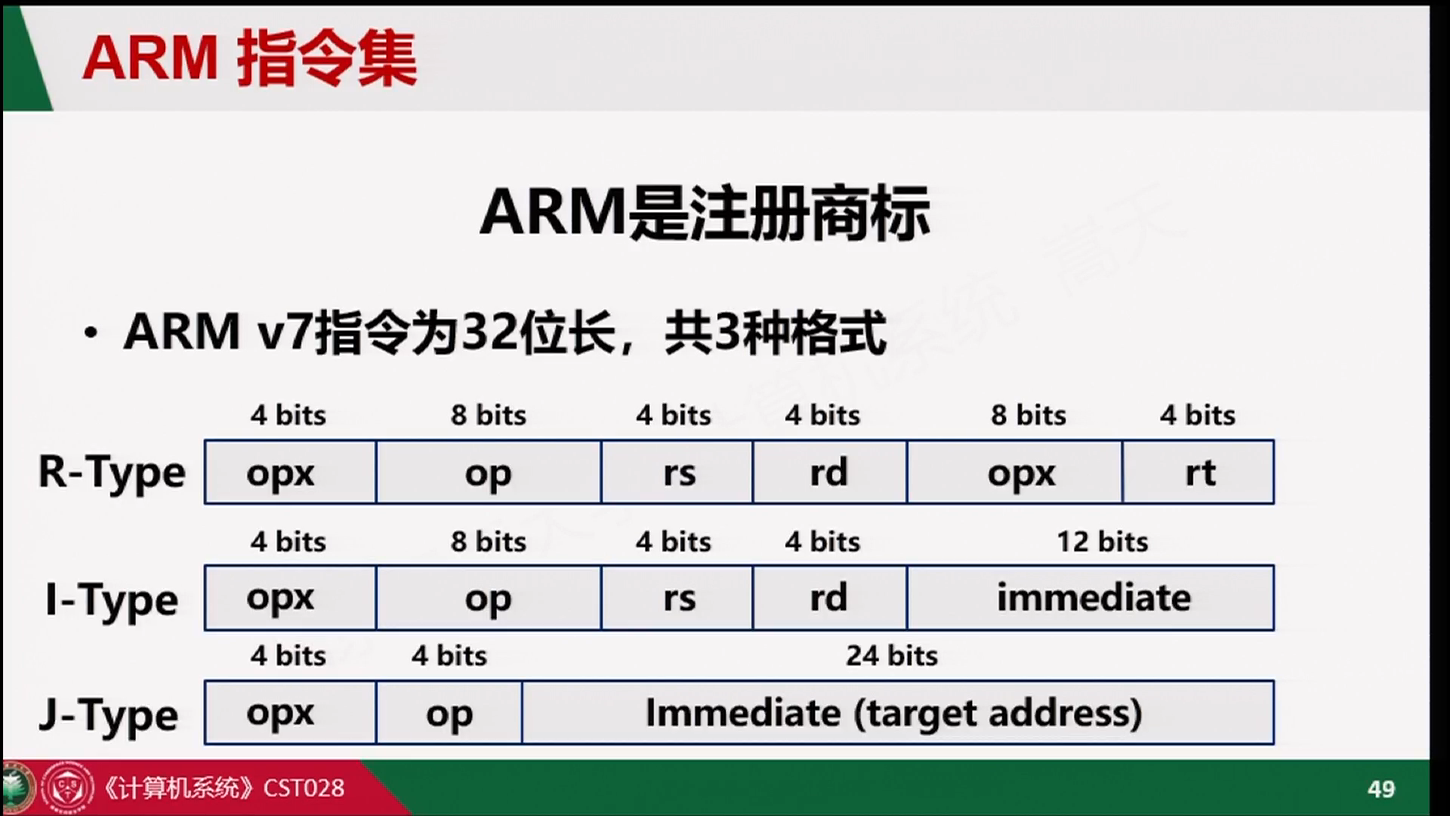 ARM 指令集
ARM是注册商标
• ARM v7指令为32位长，共3种格式
4 bits 8 bits 4 bits 4 bits 8 bits 4 bits
R-Type opx op rs rd opx rt
4 bits 8 bits 4 bits 4 bits 12 bits
I-Type opx op rs rd immediate
4 bits 4 bits 24 bits
J-Type opx op Immediate (target address)
《计算机系统》CST028
49